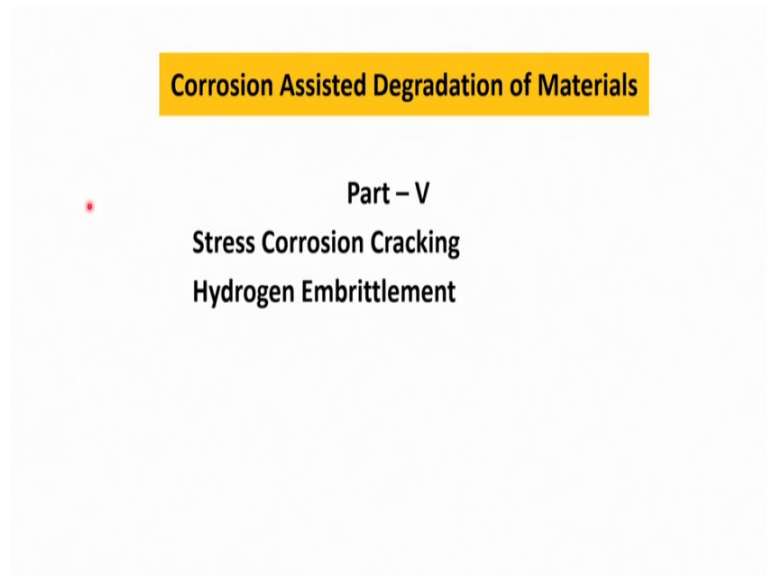 Corrosion Assisted Degradation of Materials
Part – V
Stress Corrosion Cracking
Hydrogen Embrittlement